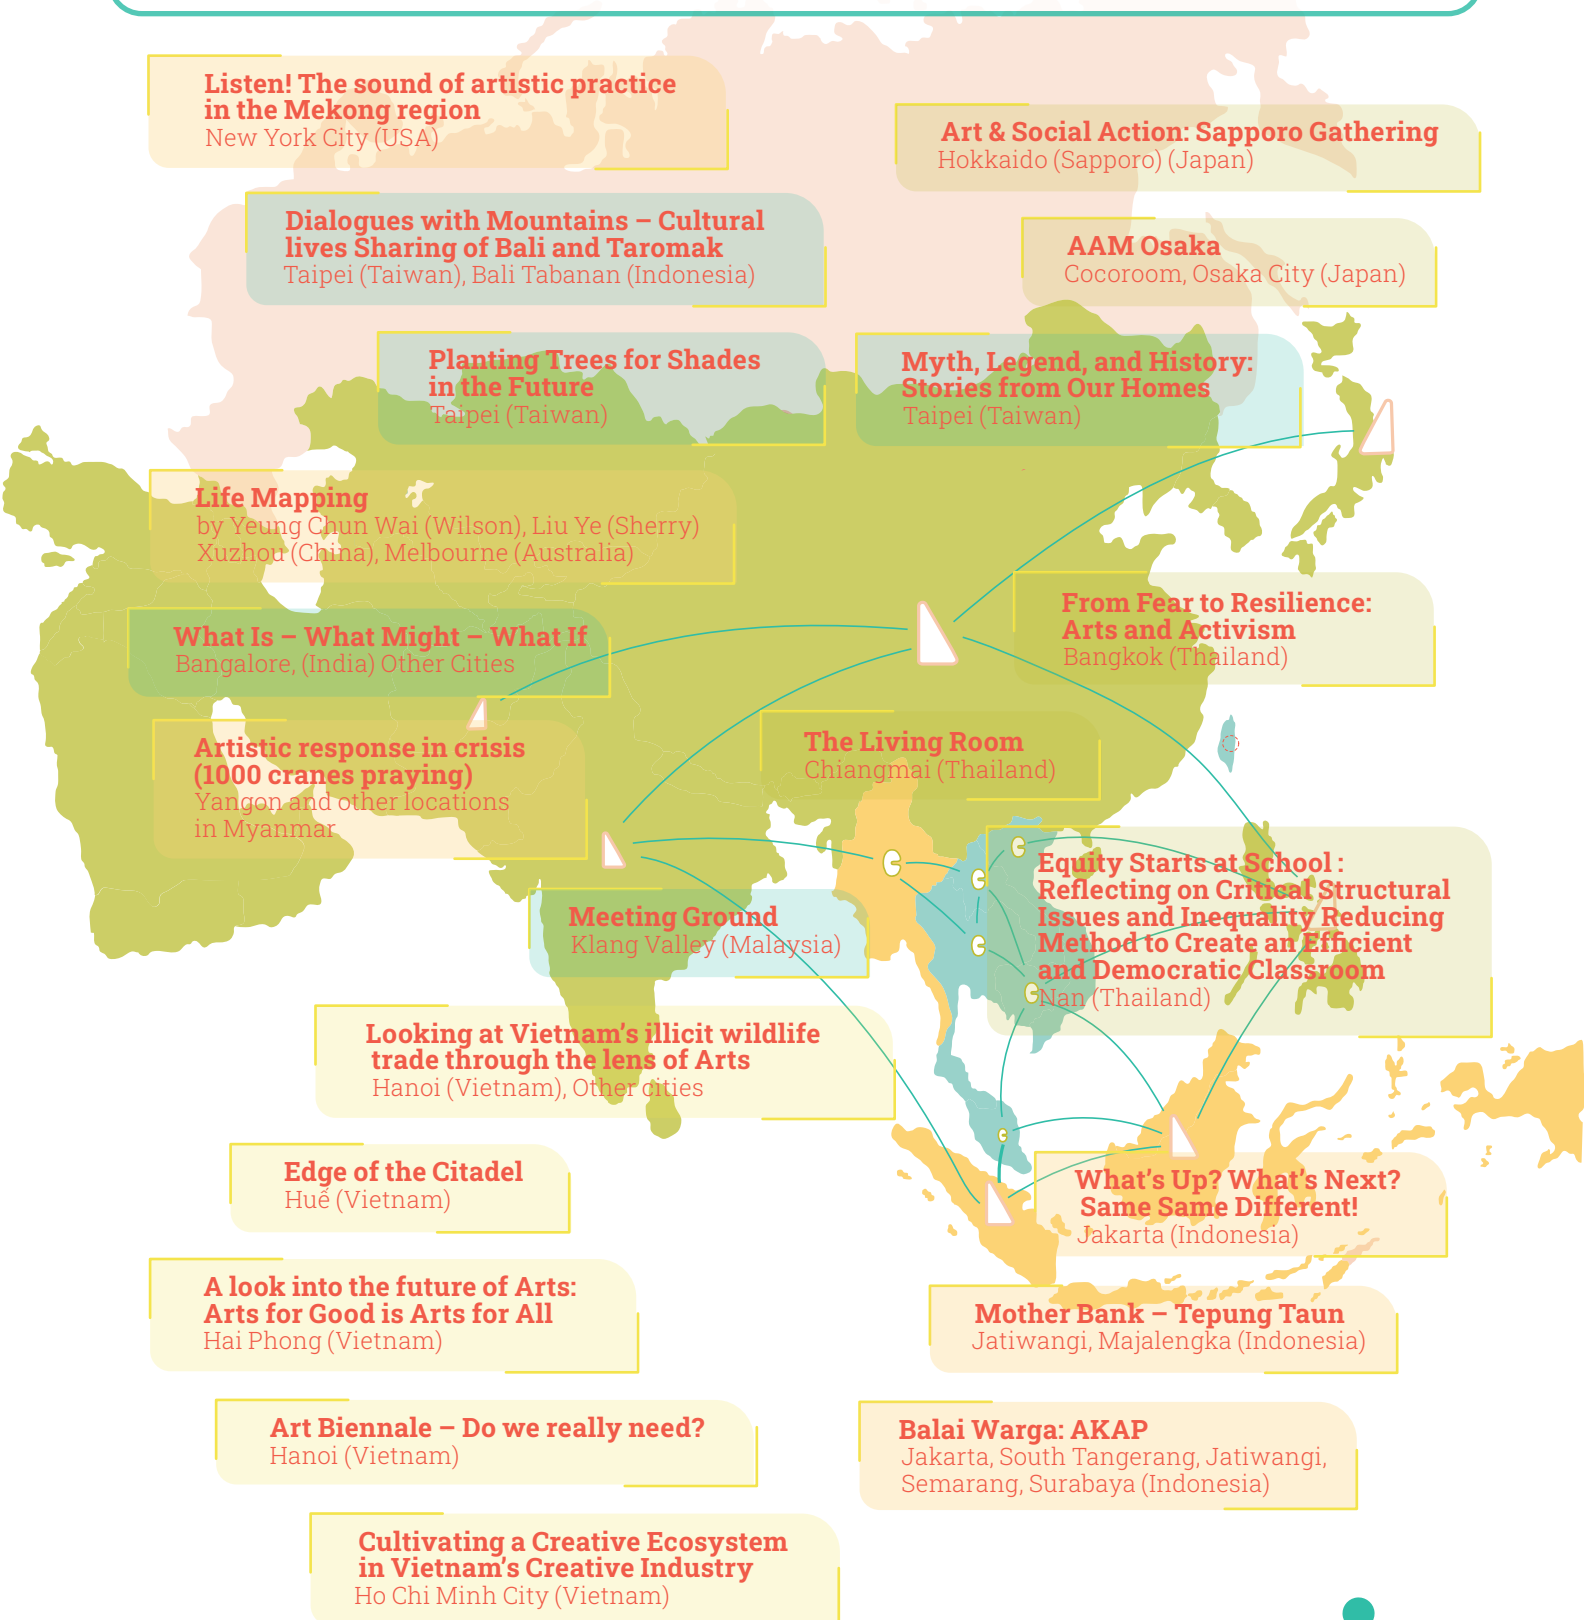 Listen! The sound of artistic practice
in the Mekong region
New York City (USA)
Art & Social Action: Sapporo Gathering
Hokkaido (Sapporo) (Japan)
Dialogues with Mountains – Cultural
lives Sharing of Bali and Taromak
Taipei (Taiwan), Bali Tabanan (Indonesia)
AAM Osaka
Cocoroom, Osaka City (Japan)
Planting Trees for Shades
in the Future
Taipei (Taiwan)
Myth, Legend, and History:
Stories from Our Homes
Taipei (Taiwan)
Life Mapping
by Yeung Chun Wai (Wilson), Liu Ye (Sherry)
Xuzhou (China), Melbourne (Australia)
From Fear to Resilience:
Arts and Activism
Bangkok (Thailand)
What Is – What Might – What If
Bangalore, (India) Other Cities
Artistic response in crisis
(1000 cranes praying)
Yangon and other locations
in Myanmar
The Living Room
Chiangmai (Thailand)
Equity Starts at School :
Reflecting on Critical Structural
Issues and Inequality Reducing
Method to Create an Efficient
and Democratic Classroom
Nan (Thailand)
Meeting Ground
Klang Valley (Malaysia)
Looking at Vietnam's illicit wildlife
trade through the lens of Arts
Hanoi (Vietnam), Other cities
Edge of the Citadel
Huế (Vietnam)
What's Up? What's Next?
Same Same Different!
Jakarta (Indonesia)
A look into the future of Arts:
Arts for Good is Arts for All
Hai Phong (Vietnam)
Mother Bank – Tepung Taun
Jatiwangi, Majalengka (Indonesia)
Art Biennale – Do we really need?
Hanoi (Vietnam)
Balai Warga: AKAP
Jakarta, South Tangerang, Jatiwangi,
Semarang, Surabaya (Indonesia)
Cultivating a Creative Ecosystem
in Vietnam's Creative Industry
Ho Chi Minh City (Vietnam)